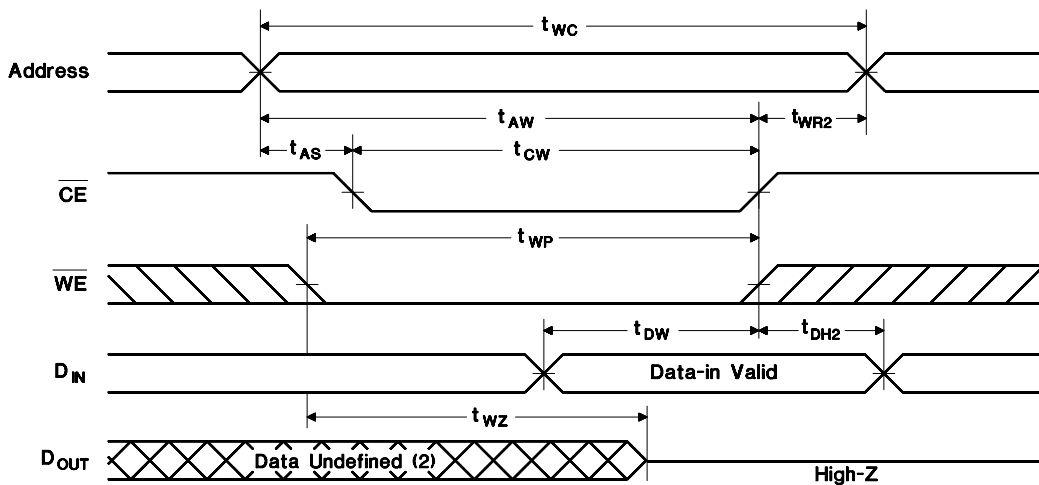 tWC
Address
tAW
tWR2
tAS
tCW
CE
tWP
WE
tDW
tDH2
DIN
Data-in Valid
tWZ
DOUT
Data Undefined (2)
High-Z